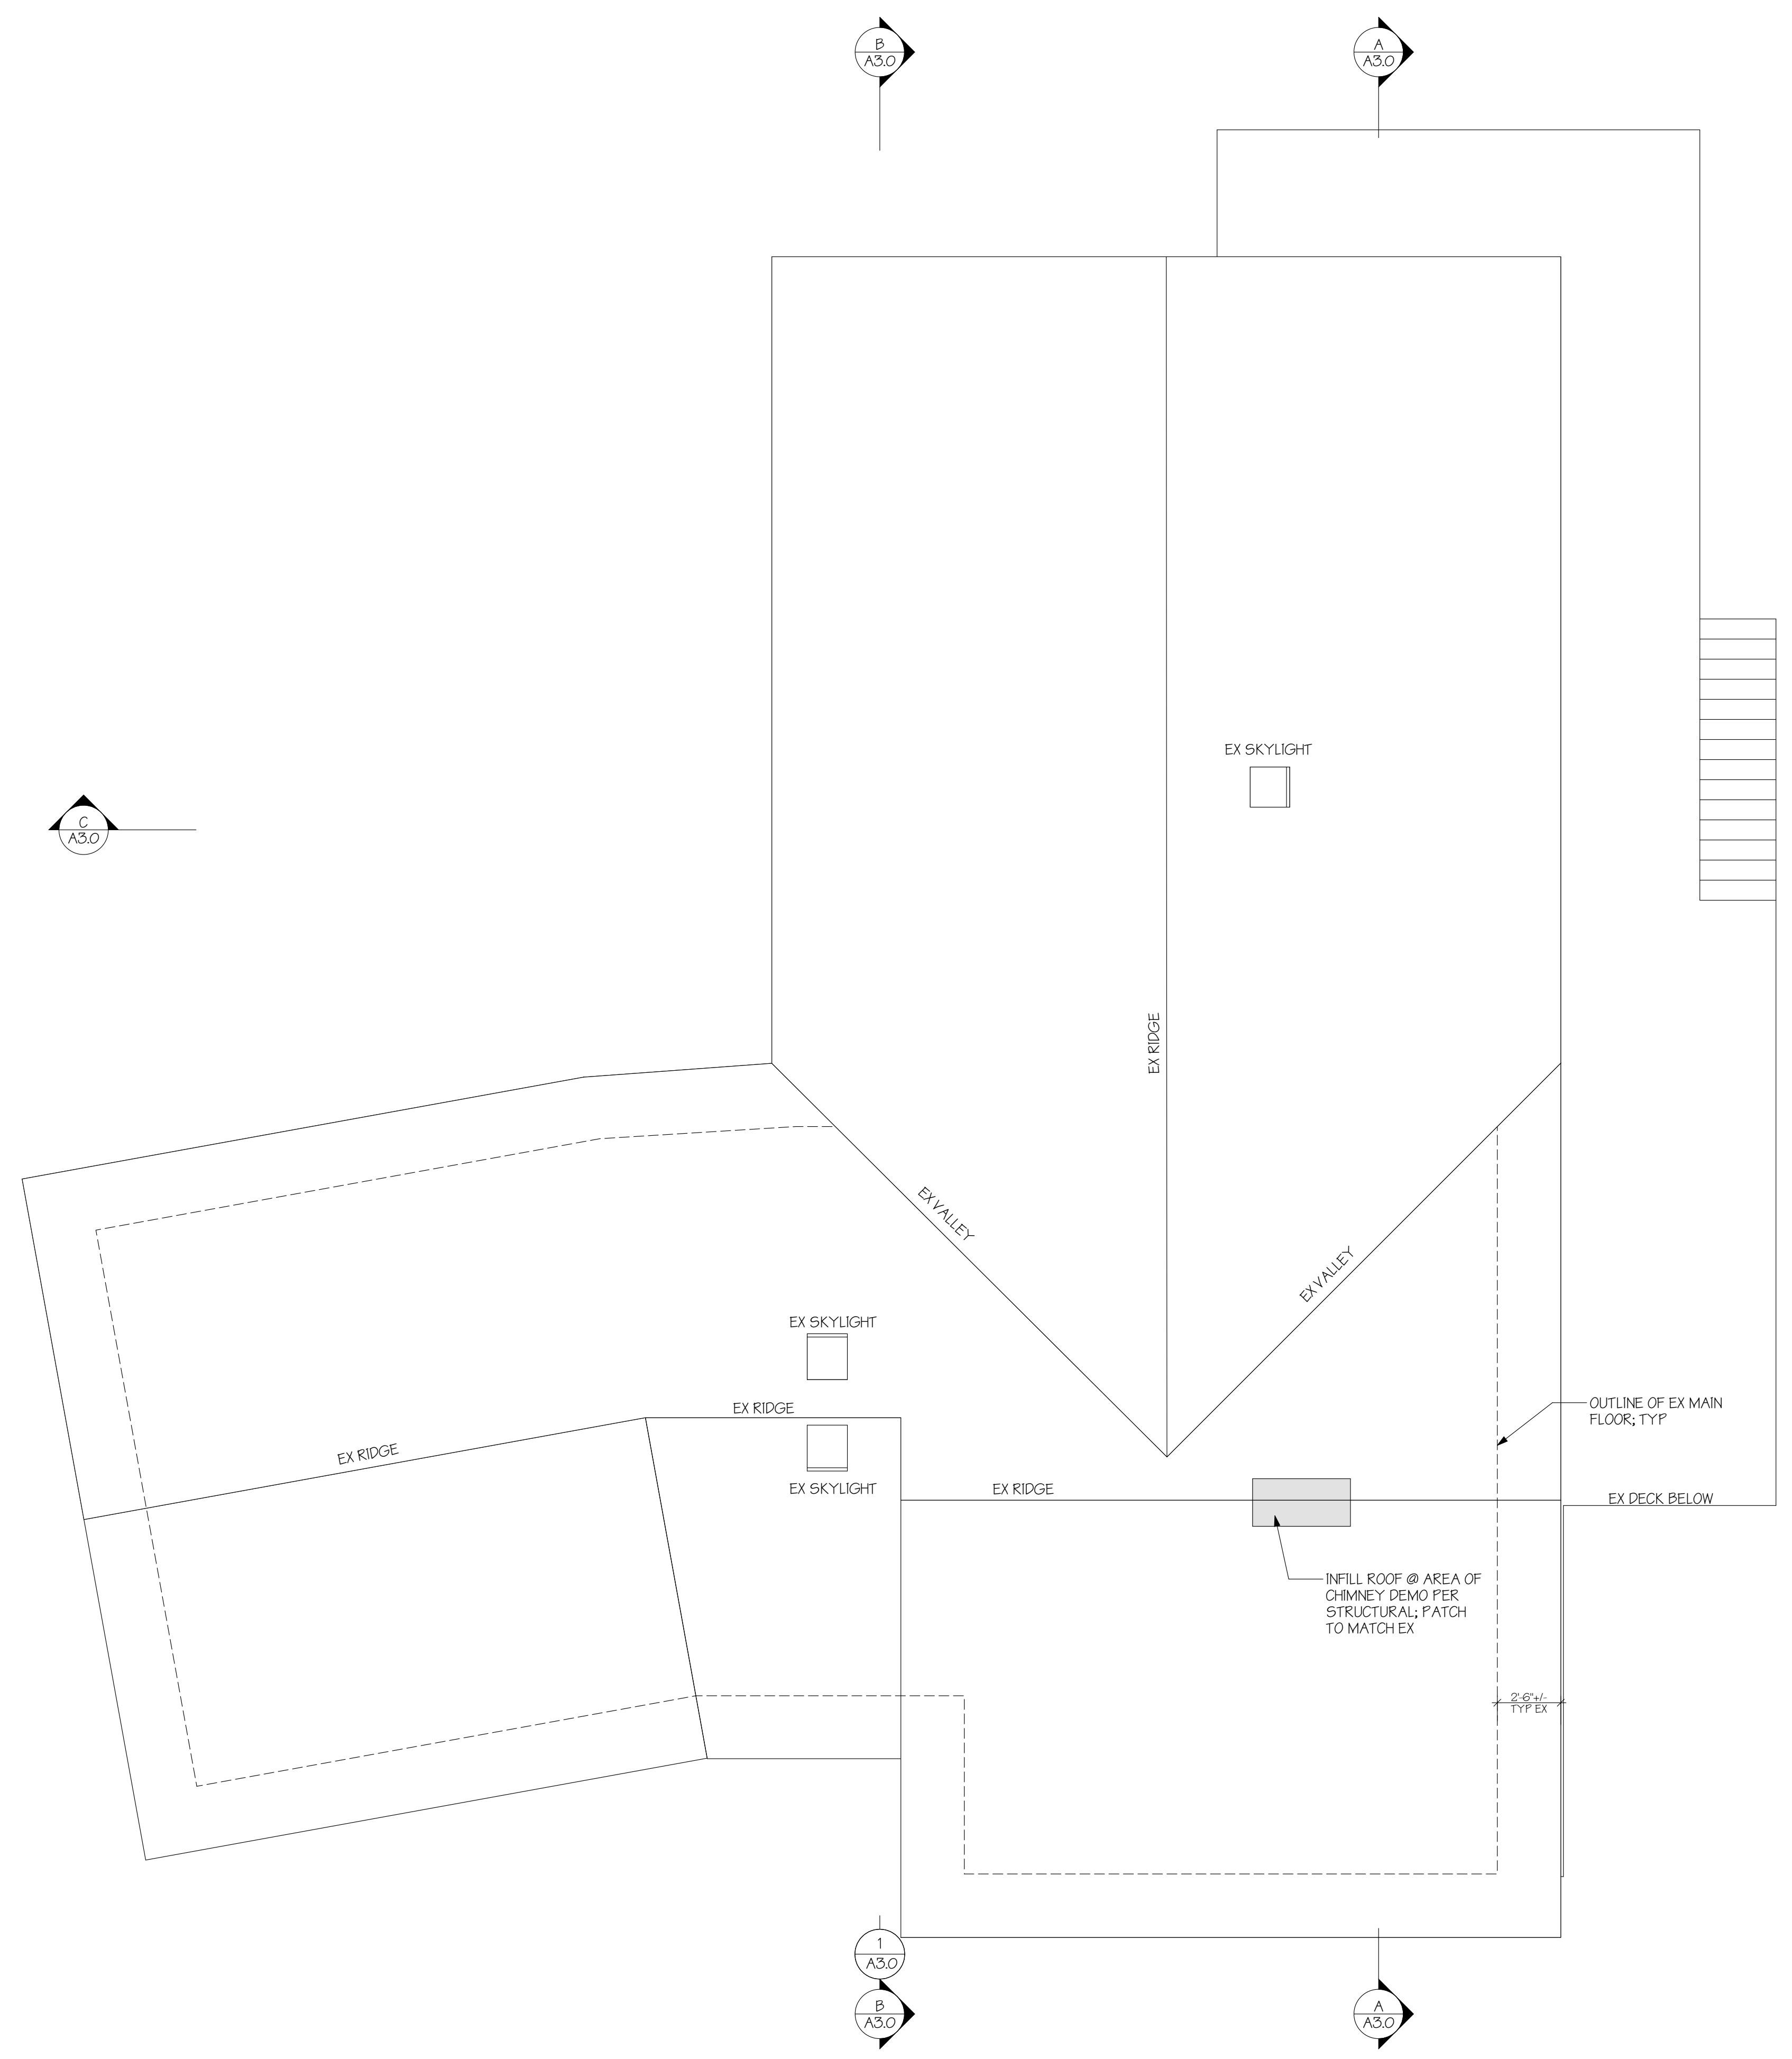 B
A3.0
A
A3.0
EX SKYLIGHT
C
A3.0
EX RIDGE
EX VALLEY
EX VALLEY
EX SKYLIGHT
EX RIDGE
EX RIDGE
EX SKYLIGHT
EX RIDGE
OUTLINE OF EX MAIN
FLOOR; TYP
EX DECK BELOW
INFILL ROOF @ AREA OF
CHIMNEY DEMO PER
STRUCTURAL; PATCH
TO MATCH EX
2'-6"+/-
TYP EX
1
A3.0
B
A3.0
A
A3.0